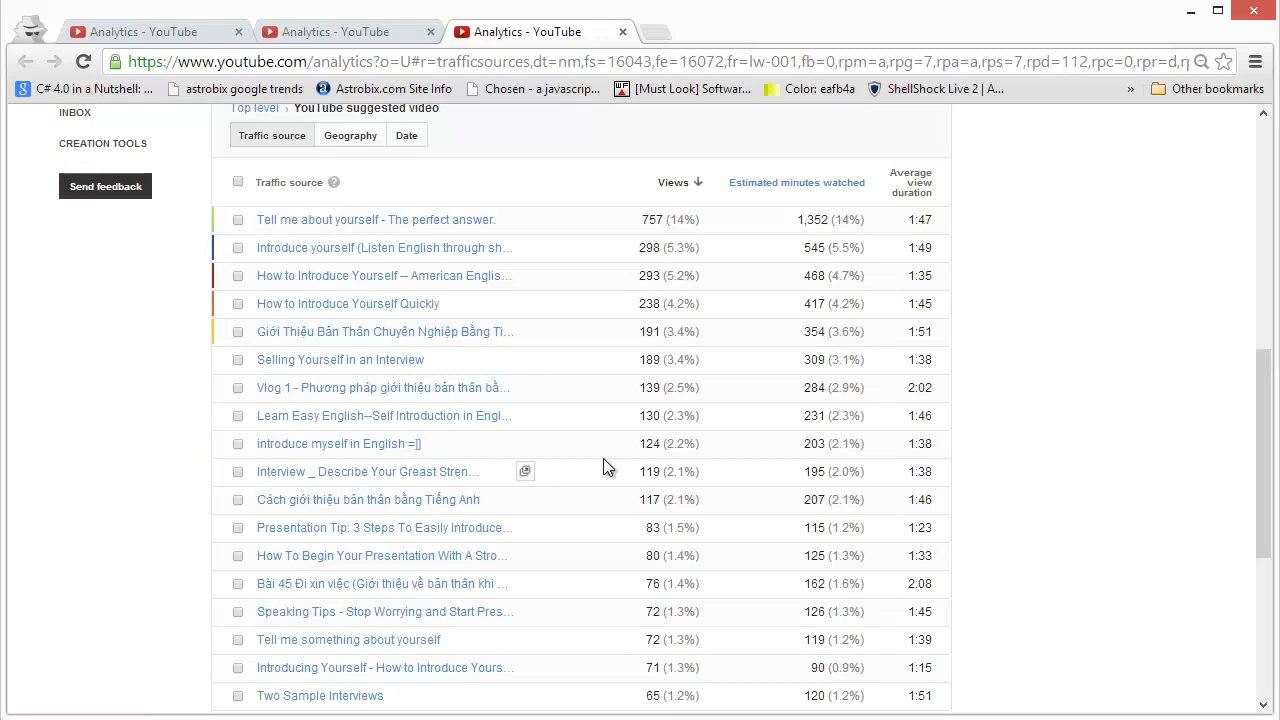 Analytics - YouTube
Analytics - YouTube
Analytics - YouTube
https://www.youtube.com/analytics?o=U#r=trafficsources,dt=nm,fs=16043,fe=16072,fr=lw-001,fb=0,rpm=a,rpg=7,rpa=a,rps=7,rpd=112,rpc=0,rpr=d,rp
C# 4.0 in a Nutshell: ...
astrobix google trends
Astrobix.com Site Info
Chosen - a javascrip...
[Must Look] Softwar...
Color: eafb4a
ShellShock Live 2 | A...
»
Other bookmarks
INBOX
CREATION TOOLS
Send feedback
Top level › YouTube suggested video
Traffic source Geography Date
Traffic source ? Views Estimated minutes watched Average view duration
Tell me about yourself - The perfect answer. 757 (14%) 1,352 (14%) 1:47
Introduce yourself (Listen English through sh... 298 (5.3%) 545 (5.5%) 1:49
How to Introduce Yourself -- American Englis... 293 (5.2%) 468 (4.7%) 1:35
How to Introduce Yourself Quickly 238 (4.2%) 417 (4.2%) 1:45
Giới Thiệu Bản Thân Chuyên Nghiệp Bằng Ti... 191 (3.4%) 354 (3.6%) 1:51
Selling Yourself in an Interview 189 (3.4%) 309 (3.1%) 1:38
Vlog 1 - Phương pháp giới thiệu bản thân bằ... 139 (2.5%) 284 (2.9%) 2:02
Learn Easy English--Self Introduction in Engl... 130 (2.3%) 231 (2.3%) 1:46
introduce myself in English =]] 124 (2.2%) 203 (2.1%) 1:38
Interview _ Describe Your Greast Stren... 119 (2.1%) 195 (2.0%) 1:38
Cách giới thiệu bản thân bằng Tiếng Anh 117 (2.1%) 207 (2.1%) 1:46
Presentation Tip: 3 Steps To Easily Introduce... 83 (1.5%) 115 (1.2%) 1:23
How To Begin Your Presentation With A Stro... 80 (1.4%) 125 (1.3%) 1:33
Bài 45 Đi xin việc (Giới thiệu về bản thân khi ... 76 (1.4%) 162 (1.6%) 2:08
Speaking Tips - Stop Worrying and Start Pres... 72 (1.3%) 126 (1.3%) 1:45
Tell me something about yourself 72 (1.3%) 119 (1.2%) 1:39
Introducing Yourself - How to Introduce Yours... 71 (1.3%) 90 (0.9%) 1:15
Two Sample Interviews 65 (1.2%) 120 (1.2%) 1:51